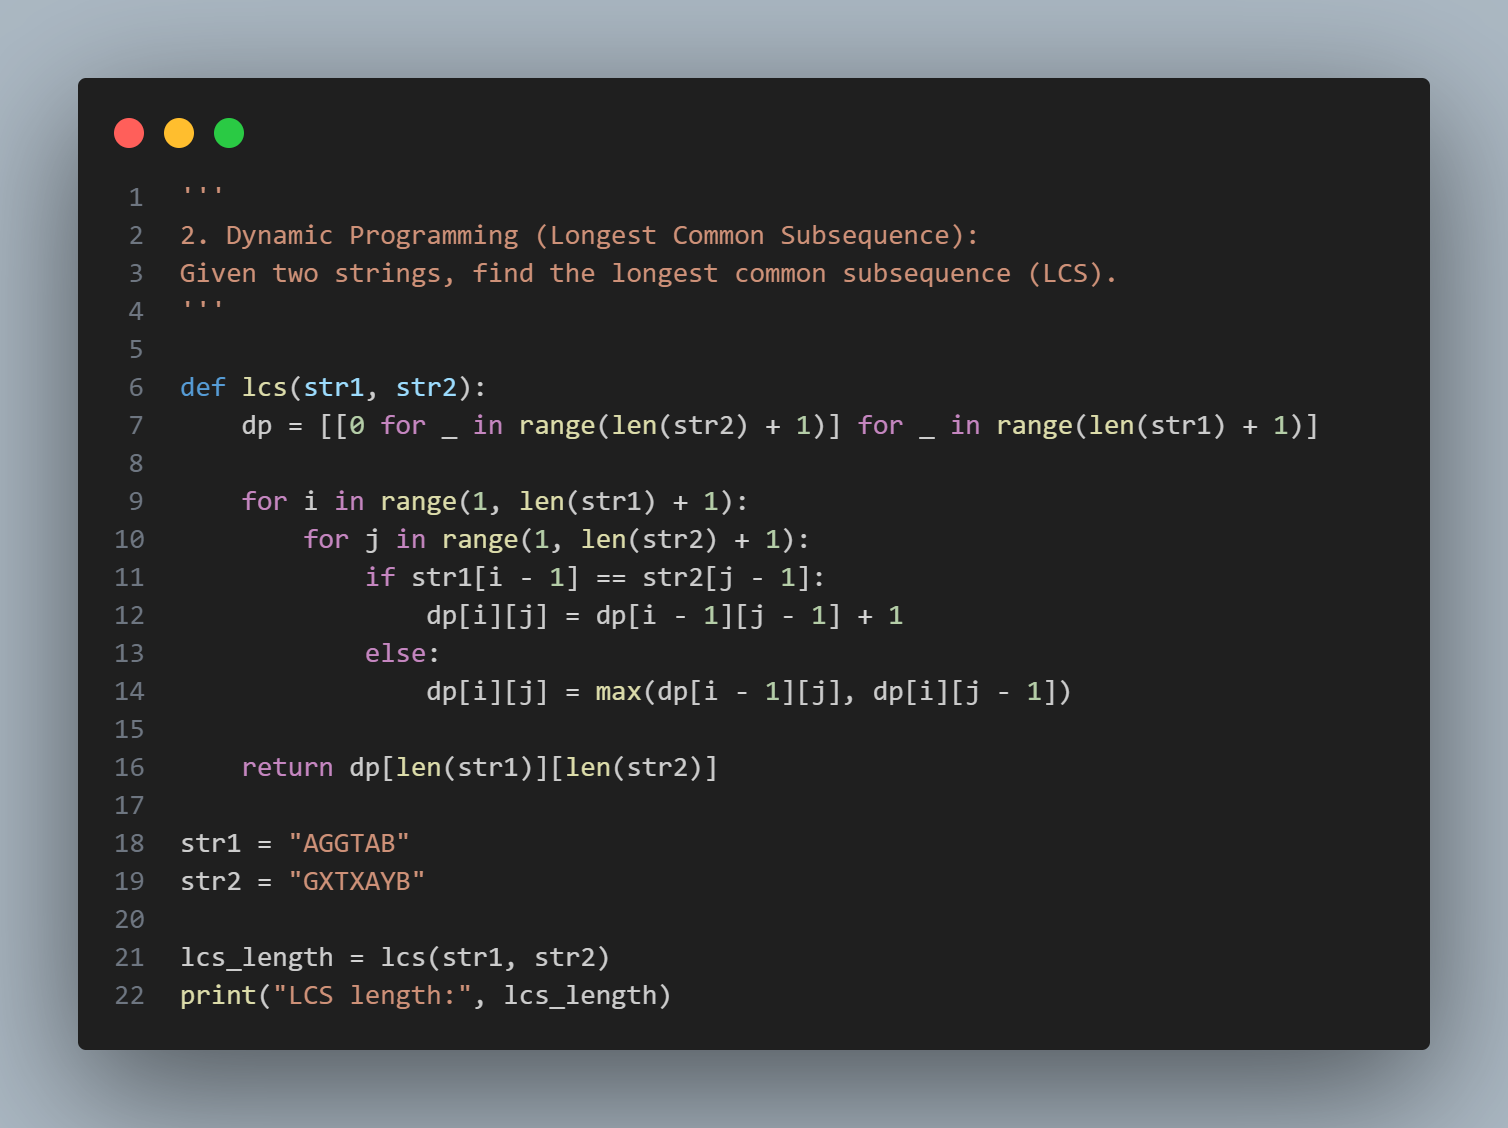 1 '''
2 2. Dynamic Programming (Longest Common Subsequence):
3 Given two strings, find the longest common subsequence (LCS).
4 '''
5
6 def lcs(str1, str2):
7     dp = [[0 for _ in range(len(str2) + 1)] for _ in range(len(str1) + 1)]
8
9     for i in range(1, len(str1) + 1):
10         for j in range(1, len(str2) + 1):
11             if str1[i - 1] == str2[j - 1]:
12                 dp[i][j] = dp[i - 1][j - 1] + 1
13             else:
14                 dp[i][j] = max(dp[i - 1][j], dp[i][j - 1])
15
16     return dp[len(str1)][len(str2)]
17
18 str1 = "AGGTAB"
19 str2 = "GXTXAYB"
20
21 lcs_length = lcs(str1, str2)
22 print("LCS length:", lcs_length)